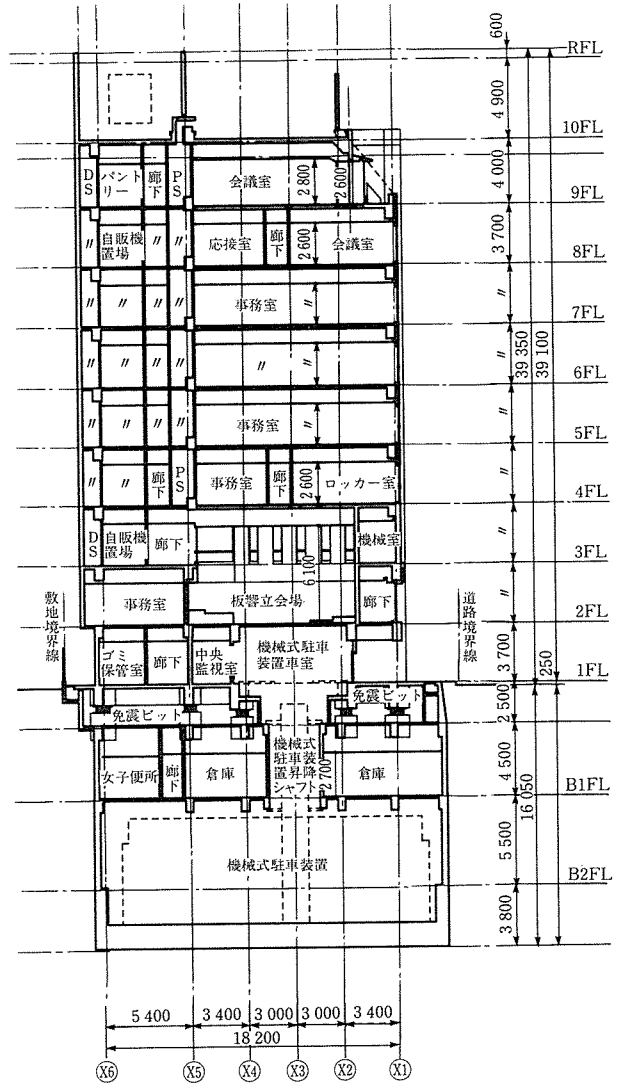 600
RFL
4 900
10FL
DS
パント
リー
廊下
PS
会議室
2 800
2 600
4 000
9FL
〃
自販機
置場
〃
〃
応接室
廊下
2 600
会議室
3 700
8FL
〃
〃
〃
〃
事務室
〃
〃
7FL
〃
〃
〃
〃
〃
〃
〃
6FL
39 350
39 100
〃
〃
〃
〃
事務室
〃
〃
5FL
〃
〃
廊下
PS
事務室
廊下
2 600
ロッカー室
〃
4FL
DS
自販機
置場
廊下
6 100
機械室
〃
3FL
敷地境界線
事務室
板響立会場
廊下
〃
道路境界線
2FL
ゴミ
保管室
廊下
中央
監視室
機械式駐車
装置車室
3 700
250
1FL
免震ピット
免震ピット
2 500
女子便所
廊下
倉庫
機械式
駐車装
置昇降
シャフト
2 700
倉庫
4 500
16 050
B1FL
機械式駐車装置
5 500
B2FL
3 800
5 400
3 400
3 000
3 000
3 400
18 200
X6
X5
X4
X3
X2
X1